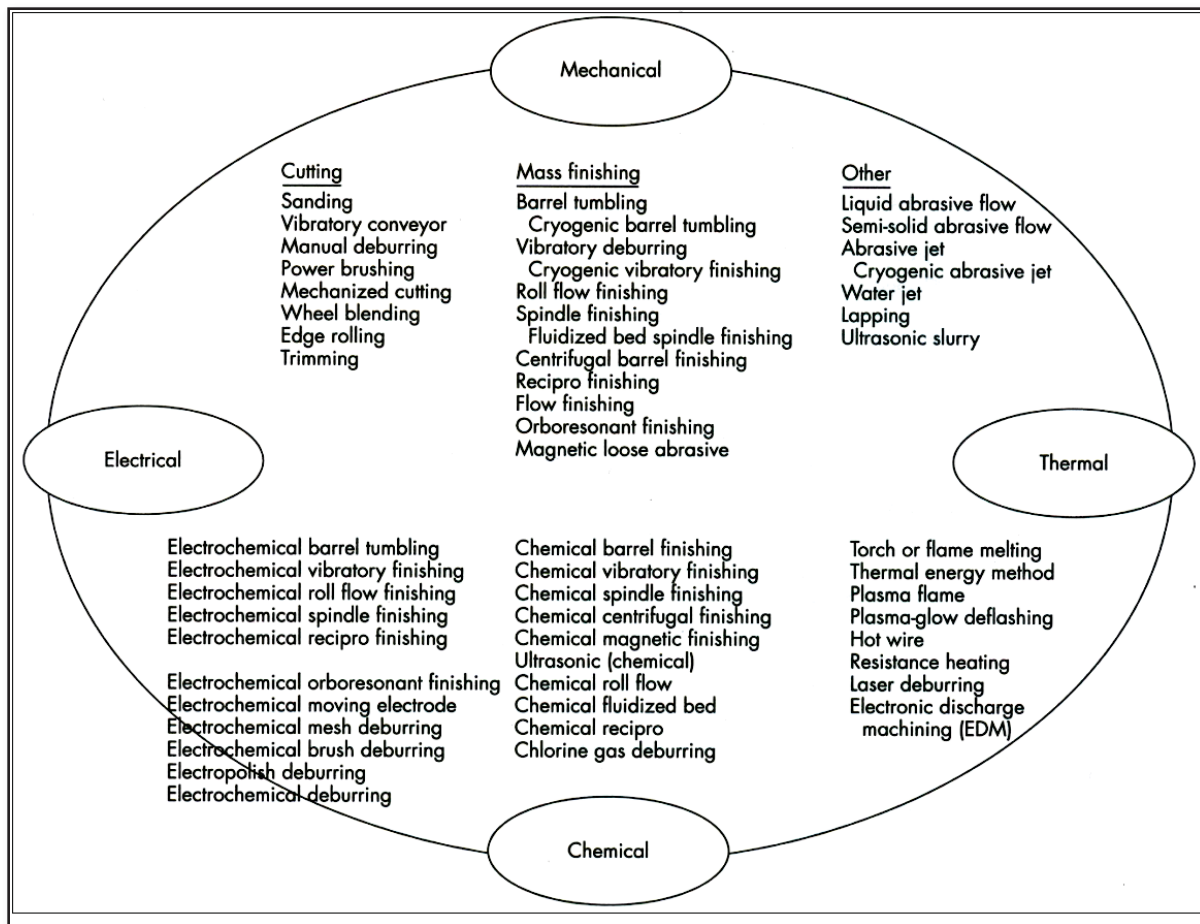 Mechanical
Cutting
Sanding
Vibratory conveyor
Manual deburring
Power brushing
Mechanized cutting
Wheel blending
Edge rolling
Trimming
Mass finishing
Barrel tumbling
Cryogenic barrel tumbling
Vibratory deburring
Cryogenic vibratory finishing
Roll flow finishing
Spindle finishing
Fluidized bed spindle finishing
Centrifugal barrel finishing
Recipro finishing
Flow finishing
Orboresonant finishing
Magnetic loose abrasive
Other
Liquid abrasive flow
Semi-solid abrasive flow
Abrasive jet
Cryogenic abrasive jet
Water jet
Lapping
Ultrasonic slurry
Electrical
Thermal
Electrochemical barrel tumbling
Electrochemical vibratory finishing
Electrochemical roll flow finishing
Electrochemical spindle finishing
Electrochemical recipro finishing
Electrochemical orboresonant finishing
Electrochemical moving electrode
Electrochemical mesh deburring
Electrochemical brush deburring
Electropolish deburring
Electrochemical deburring
Chemical barrel finishing
Chemical vibratory finishing
Chemical spindle finishing
Chemical centrifugal finishing
Chemical magnetic finishing
Ultrasonic (chemical)
Chemical roll flow
Chemical fluidized bed
Chemical recipro
Chlorine gas deburring
Torch or flame melting
Thermal energy method
Plasma flame
Plasma-glow deflashing
Hot wire
Resistance heating
Laser deburring
Electronic discharge
machining (EDM)
Chemical